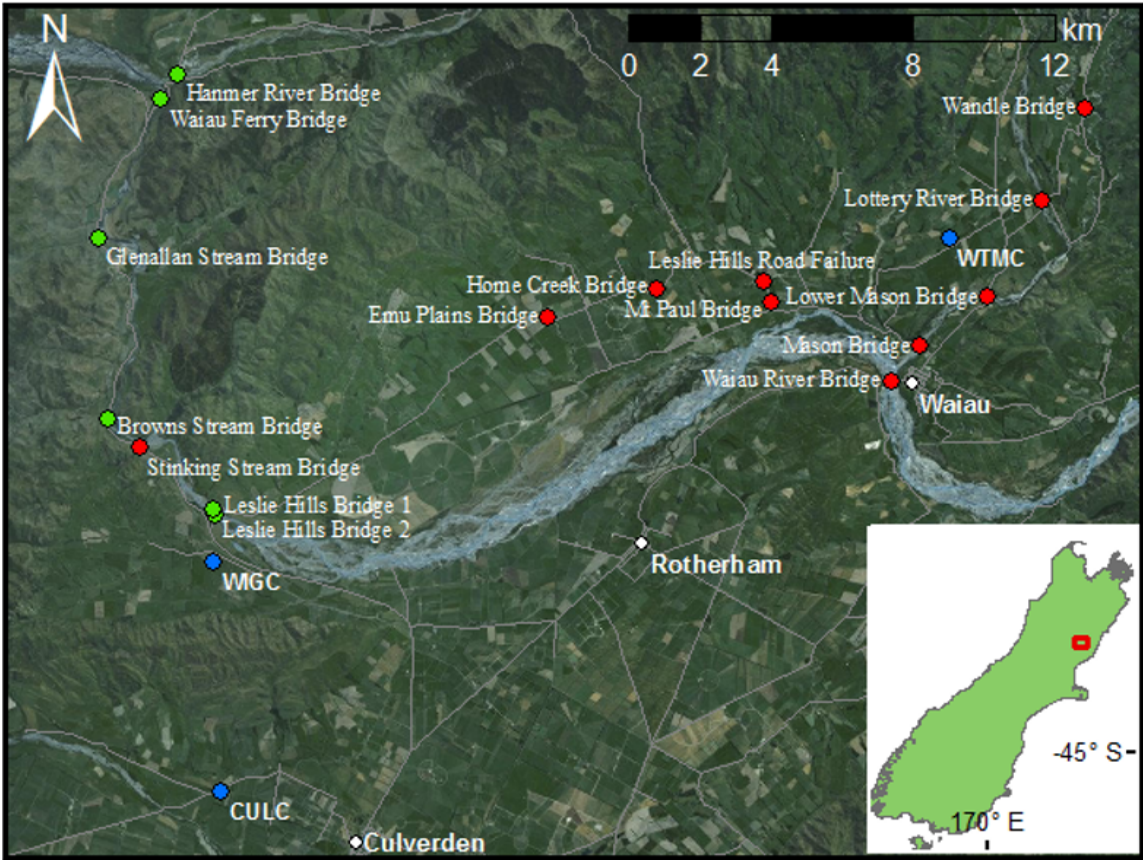 N
km
0 2 4 8 12
Hanmer River Bridge
Waiau Ferry Bridge
Wandle Bridge
Lottery River Bridge
Glenallan Stream Bridge
WTMC
Leslie Hills Road Failure
Home Creek Bridge
Mt Paul Bridge
Lower Mason Bridge
Emu Plains Bridge
Mason Bridge
Waiau River Bridge
Waiau
Browns Stream Bridge
Stinking Stream Bridge
Leslie Hills Bridge 1
Leslie Hills Bridge 2
WIGC
Rotherham
-45° S
CULC
170° E
Culverden